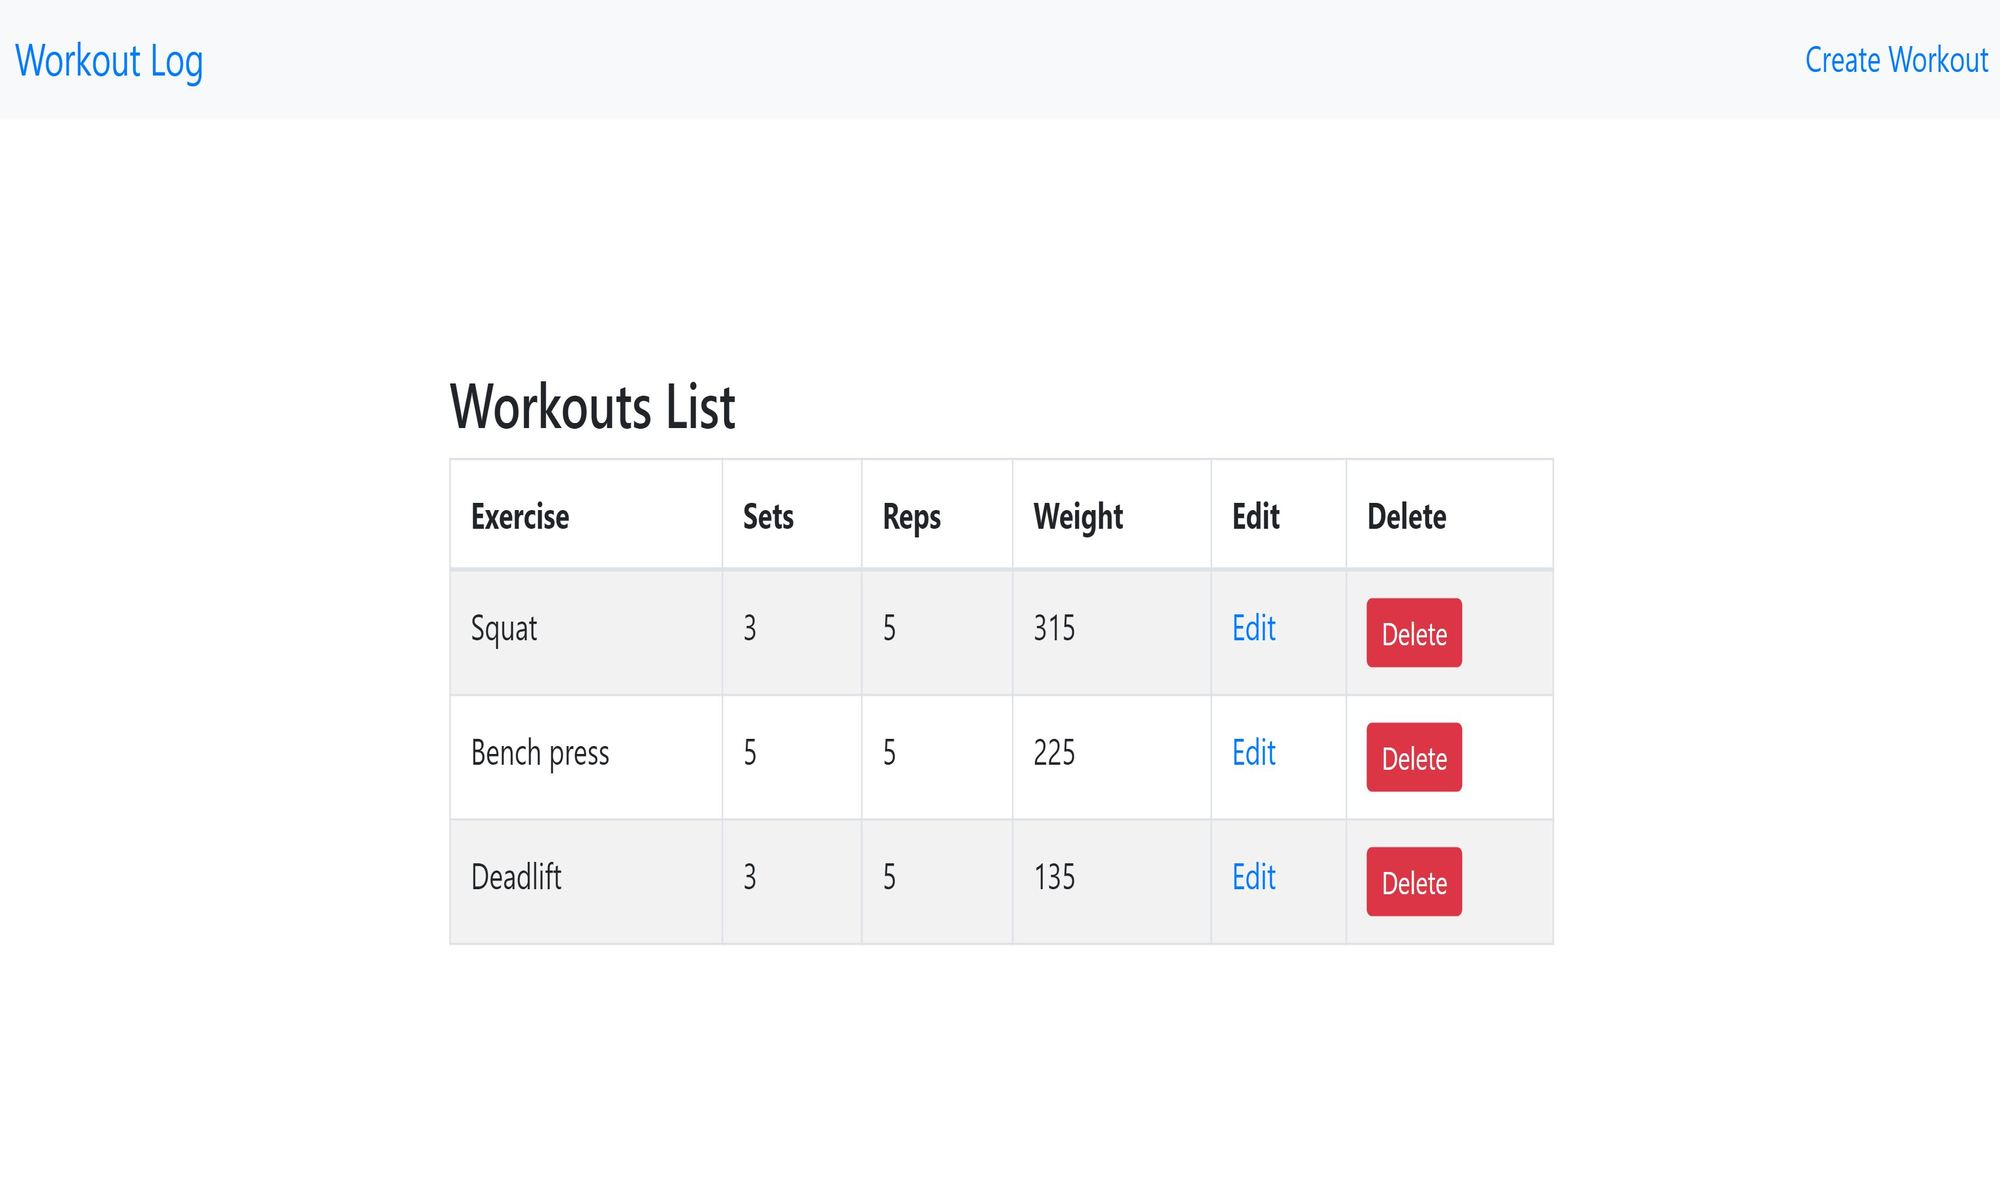 Workout Log Create Workout
Workouts List
Exercise Sets Reps Weight Edit Delete
Squat 3 5 315 Edit Delete
Bench press 5 5 225 Edit Delete
Deadlift 3 5 135 Edit Delete